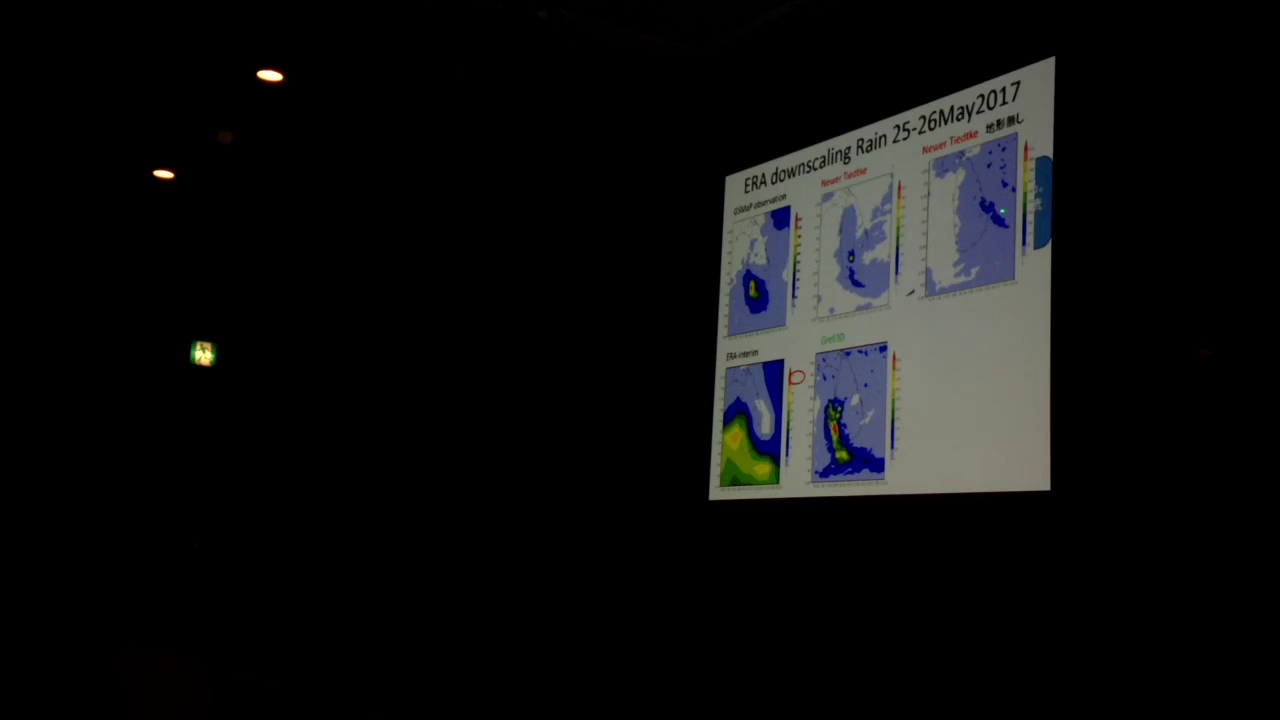 ERA downscaling Rain 25-26May2017
GSMaP observation
Newer Tiedtke
Newer Tiedtke 地形無し
ERA-interim
Grell3D